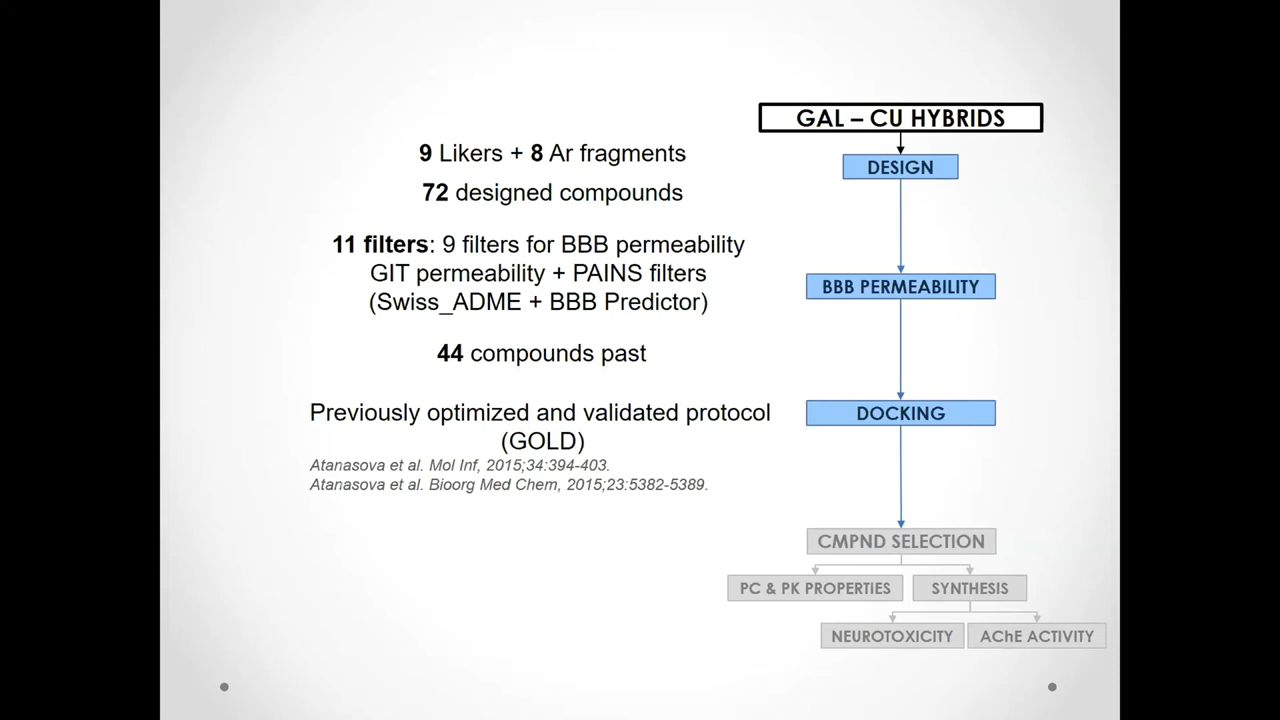 GAL – CU HYBRIDS
9 Likers + 8 Ar fragments
DESIGN
72 designed compounds
11 filters: 9 filters for BBB permeability
GIT permeability + PAINS filters
(Swiss_ADME + BBB Predictor)
BBB PERMEABILITY
44 compounds past
Previously optimized and validated protocol
(GOLD)
DOCKING
Atanasova et al. Mol Inf, 2015;34:394-403.
Atanasova et al. Bioorg Med Chem, 2015;23:5382-5389.
CMPND SELECTION
PC & PK PROPERTIES
SYNTHESIS
NEUROTOXICITY
AChE ACTIVITY